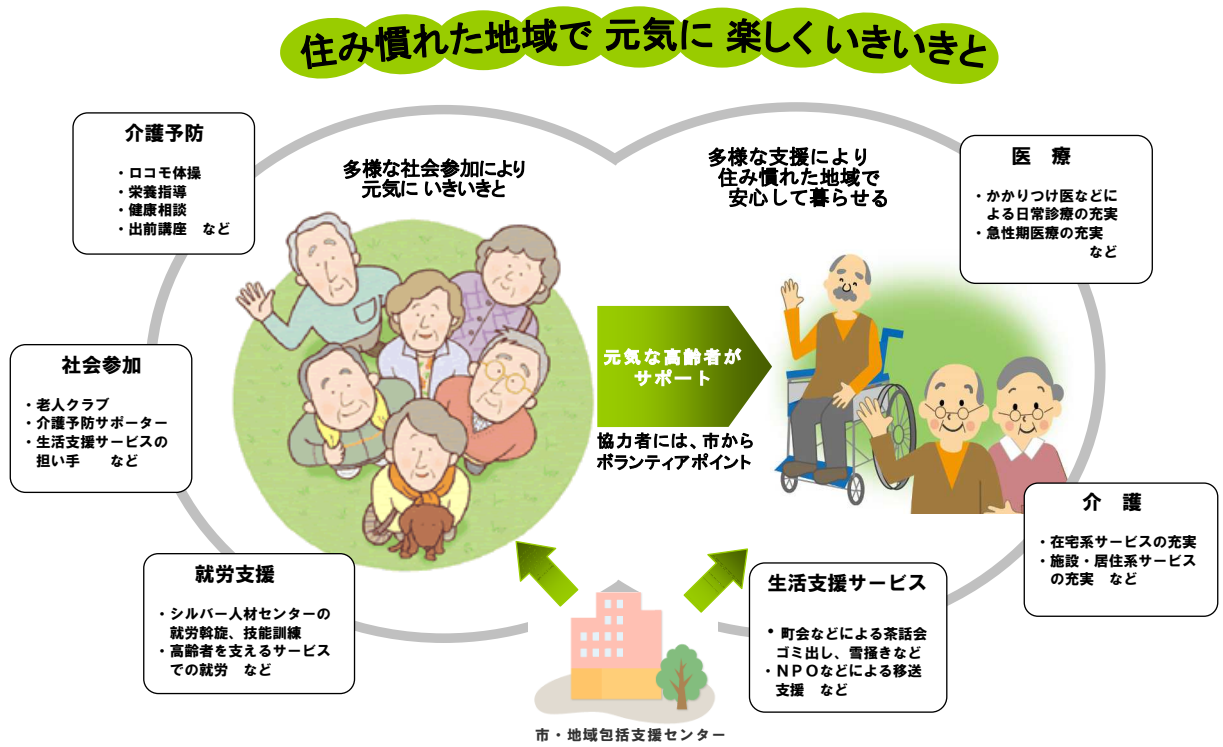 住み慣れた地域で 元気に 楽しく いきいきと
介護予防
・ロコモ体操
・栄養指導
・健康相談
・出前講座　など
多様な社会参加により
元気に いきいきと
多様な支援により
住み慣れた地域で
安心して暮らせる
医　療
・かかりつけ医などに
よる日常診療の充実
・急性期医療の充実
など
社会参加
・老人クラブ
・介護予防サポーター
・生活支援サービスの
担い手　　など
元気な高齢者が
サポート
協力者には、市から
ボランティアポイント
介　護
・在宅系サービスの充実
・施設・居住系サービス
の充実　など
就労支援
・シルバー人材センターの
就労斡旋、技能訓練
・高齢者を支えるサービス
での就労　など
生活支援サービス
・町会などによる茶話会
ゴミ出し、雪掻きなど
・ＮＰＯなどによる移送
支援　など
市・地域包括支援センター